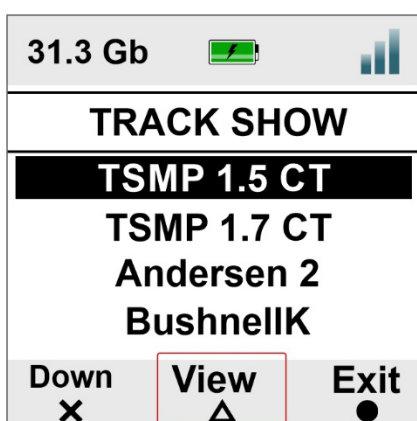 31.3 Gb
TRACK SHOW
TSMP 1.5 CT
TSMP 1.7 CT
Andersen 2
BushnellK
Down View Exit